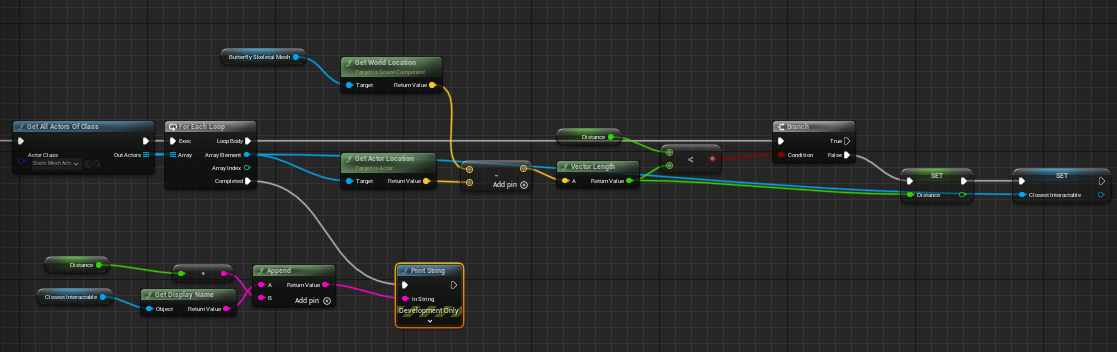 Butterfly Skeletal Mesh
Get World Location
Target is Scene Component
Target Return Value
Get All Actors Of Class
Actor Class Out Actors
Static Mesh Acti
For Each Loop
Exec Loop Body
Array Array Element
Array Index
Completed
Get Actor Location
Target is Actor
Target Return Value
-
Add pin
Distance
Vector Length
A Return Value
<
Branch
True
Condition False
SET
Distance
SET
Closest Interactable
Distance
Closest Interactable
Get Display Name
Object Return Value
Append
A Return Value
B
Add pin
Print String
In String
Development Only